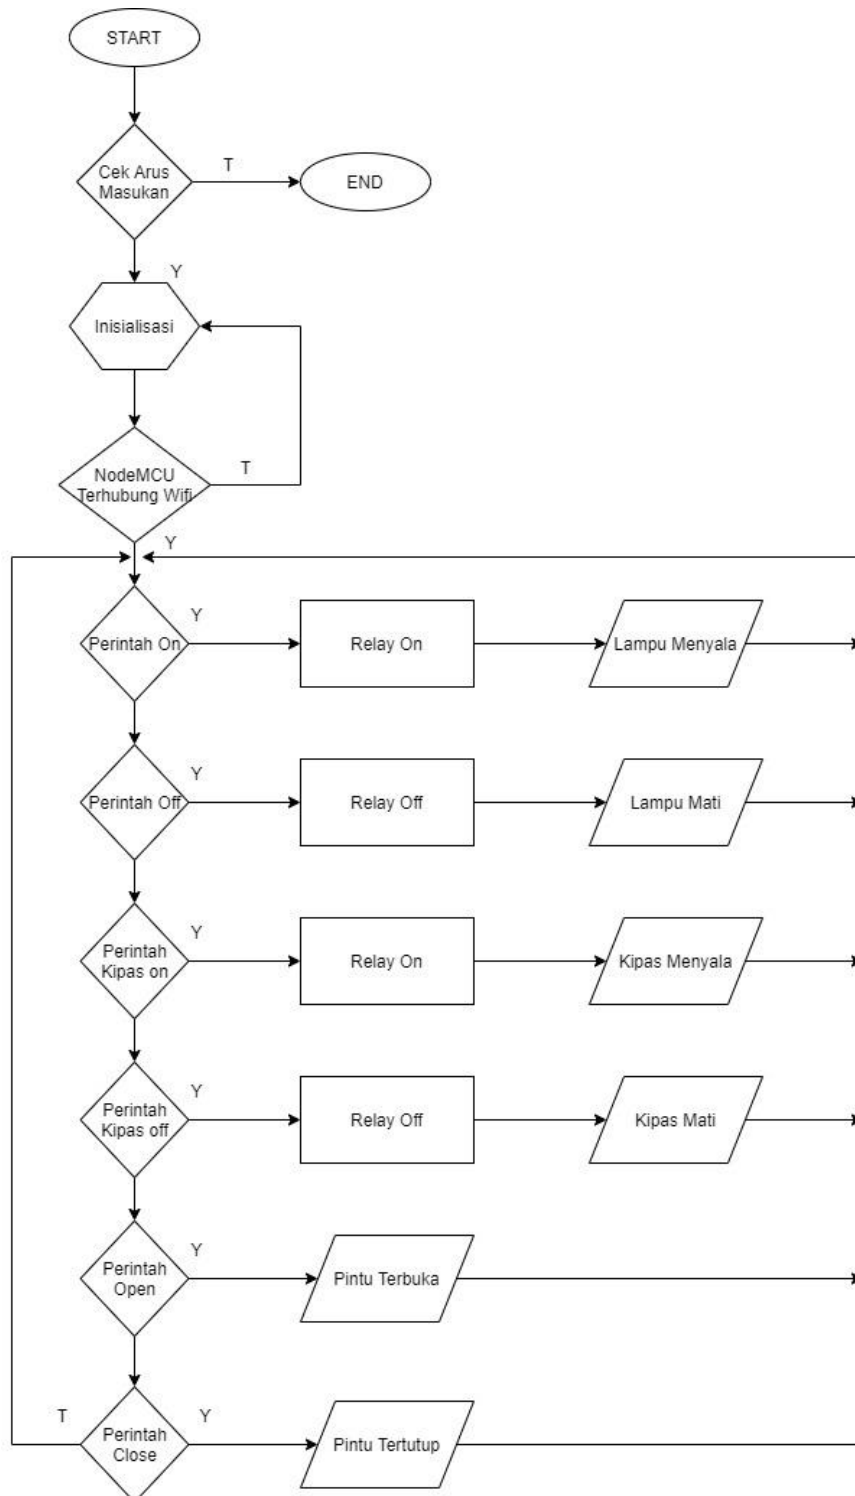 START
Cek Arus
Masukan
T
END
Y
Inisialisasi
NodeMCU
Terhubung Wifi
T
Y
Perintah On
Y
Relay On
Lampu Menyala
Perintah Off
Y
Relay Off
Lampu Mati
Perintah
Kipas on
Y
Relay On
Kipas Menyala
Perintah
Kipas off
Y
Relay Off
Kipas Mati
Perintah
Open
Y
Pintu Terbuka
T
Perintah
Close
Y
Pintu Tertutup